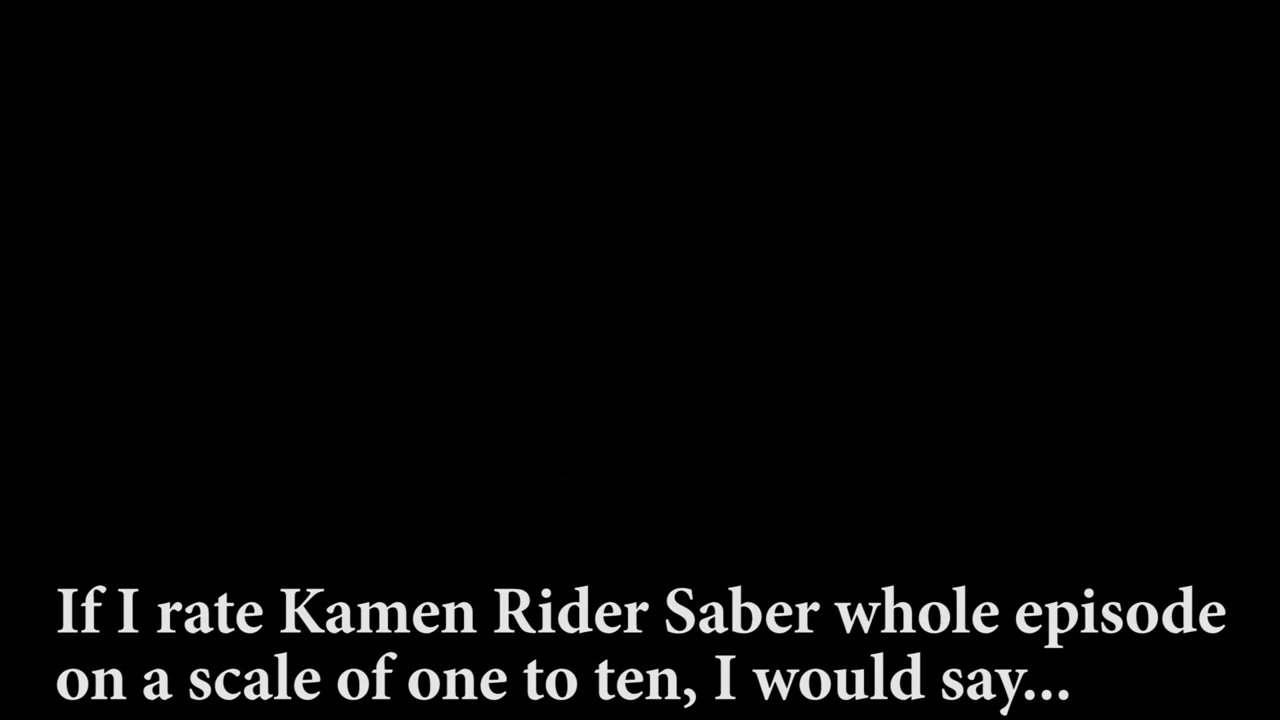 If I rate Kamen Rider Saber whole episode
on a scale of one to ten, I would say...